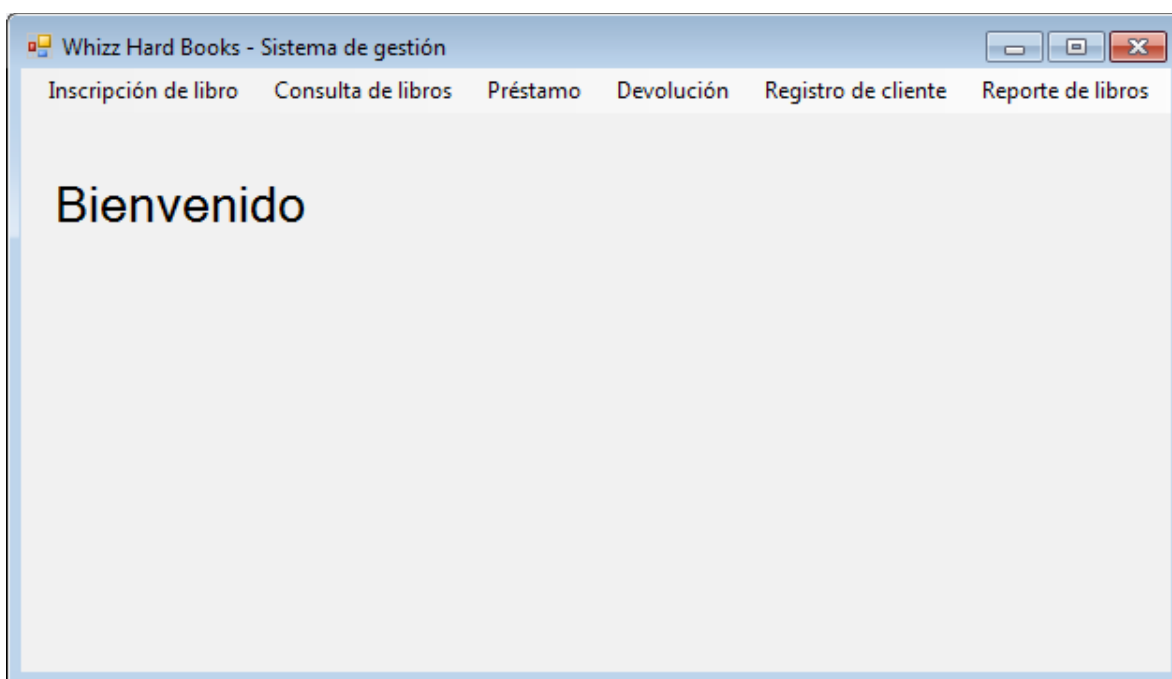 Whizz Hard Books - Sistema de gestión
Inscripción de libro Consulta de libros Préstamo Devolución Registro de cliente Reporte de libros
Bienvenido